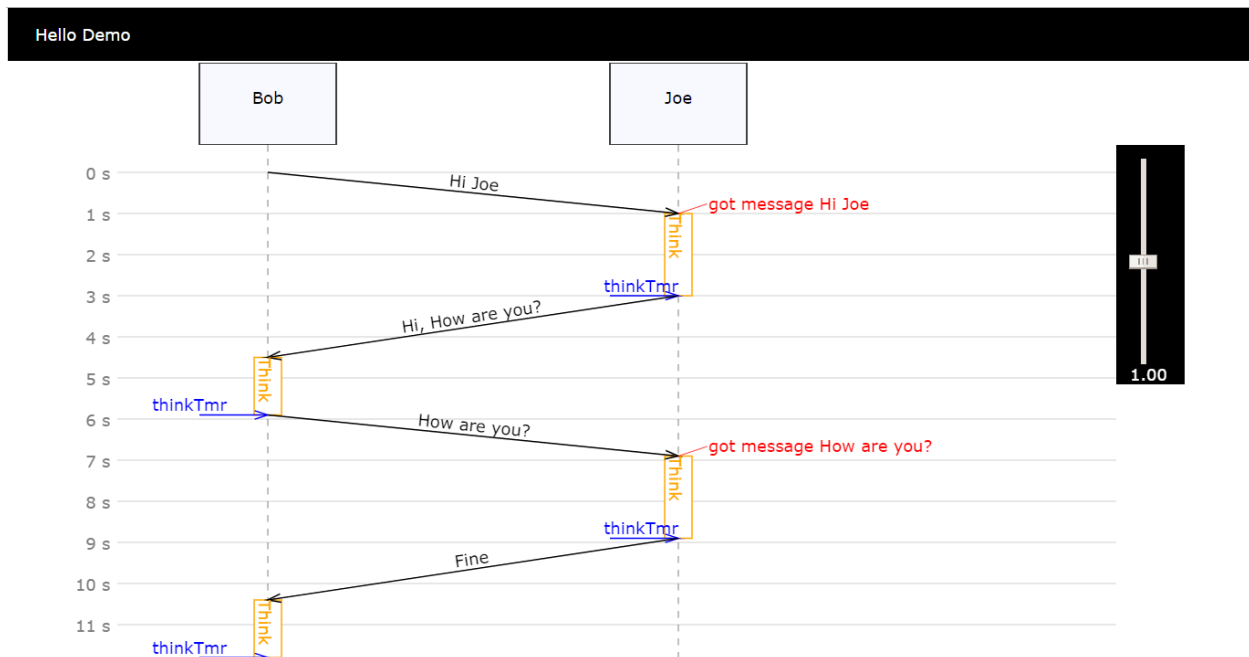 Hello Demo
Bob
Joe
0 s
Hi Joe
1 s
got message Hi Joe
Think
2 s
thinkTmr
3 s
Hi, How are you?
4 s
Think
5 s
1.00
thinkTmr
6 s
How are you?
got message How are you?
7 s
Think
8 s
thinkTmr
9 s
Fine
10 s
Think
11 s
thinkTmr